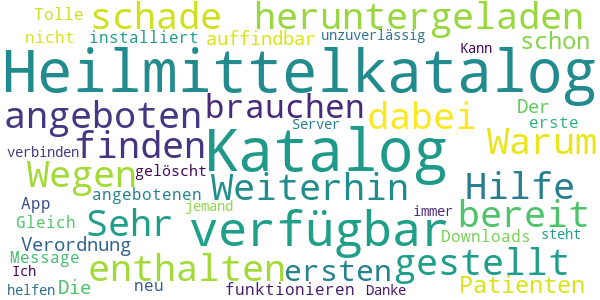 Tolle schade heruntergeladen
nicht installiert auffindbar unzuverlässig schon
Kann
Heilmittelkatalog
angeboten brauchen dabei Der
erste
Server
finden Katalog Warum
verbinden
Wegen gelöscht
Weiterhin Hilfe
App angebotenen
jemand immer
Gleich Sehr verfügbar bereit
Verordnung Downloads steht
Message enthalten ersten gestellt
Ich
neu Patienten
helfen Die funktionieren Danke